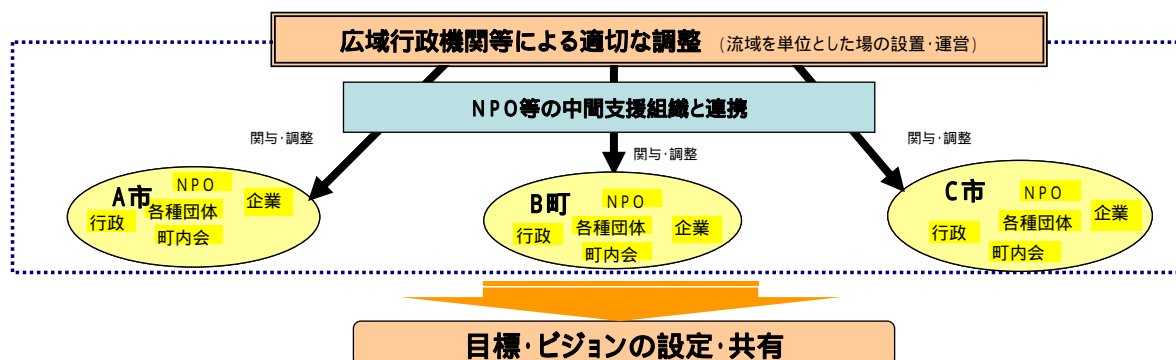 広域行政機関等による適切な調整 (流域を単位とした場の設置･運営)
NPO等の中間支援組織と連携
関与･調整
関与･調整
関与･調整
A市
NPO
企業
各種団体
行政
町内会
B町
NPO
各種団体
企業
行政
町内会
C市
NPO
企業
各種団体
行政
町内会
目標･ビジョンの設定･共有